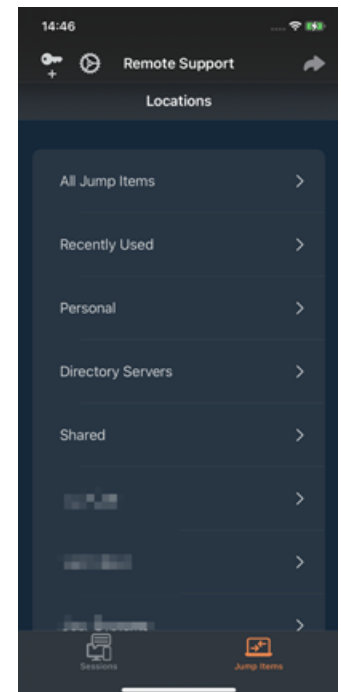 14:46
Remote Support
Locations
All Jump Items
Recently Used
Personal
Directory Servers
Shared
Sessions
Jump Items